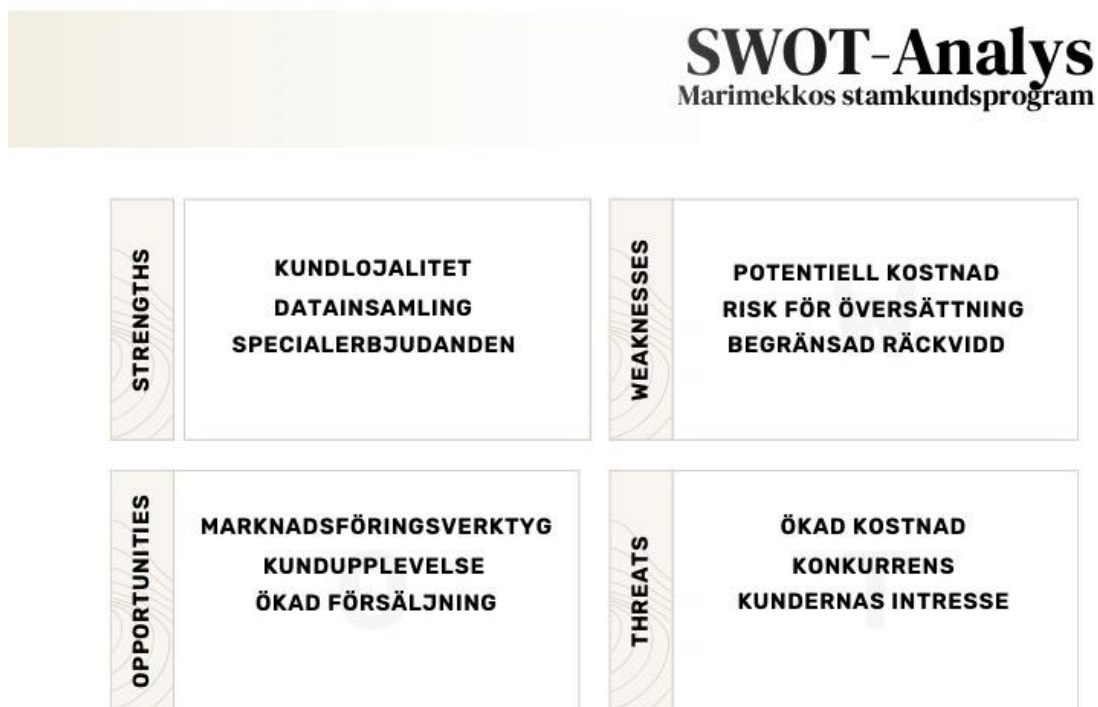 SWOT-Analys
Marimekkos stamkundsprogram
STRENGTHS
KUNDLOJALITET
DATAINSAMLING
SPECIALERBJUDANDEN
WEAKNESSES
POTENTIELL KOSTNAD
RISK FÖR ÖVERSÄTTNING
BEGRÄNSAD RÄCKVIDD
OPPORTUNITIES
MARKNADSFÖRINGSVERKTYG
KUNDUPPLEVELSE
ÖKAD FÖRSÄLJNING
THREATS
ÖKAD KOSTNAD
KONKURRENS
KUNDERNAS INTRESSE